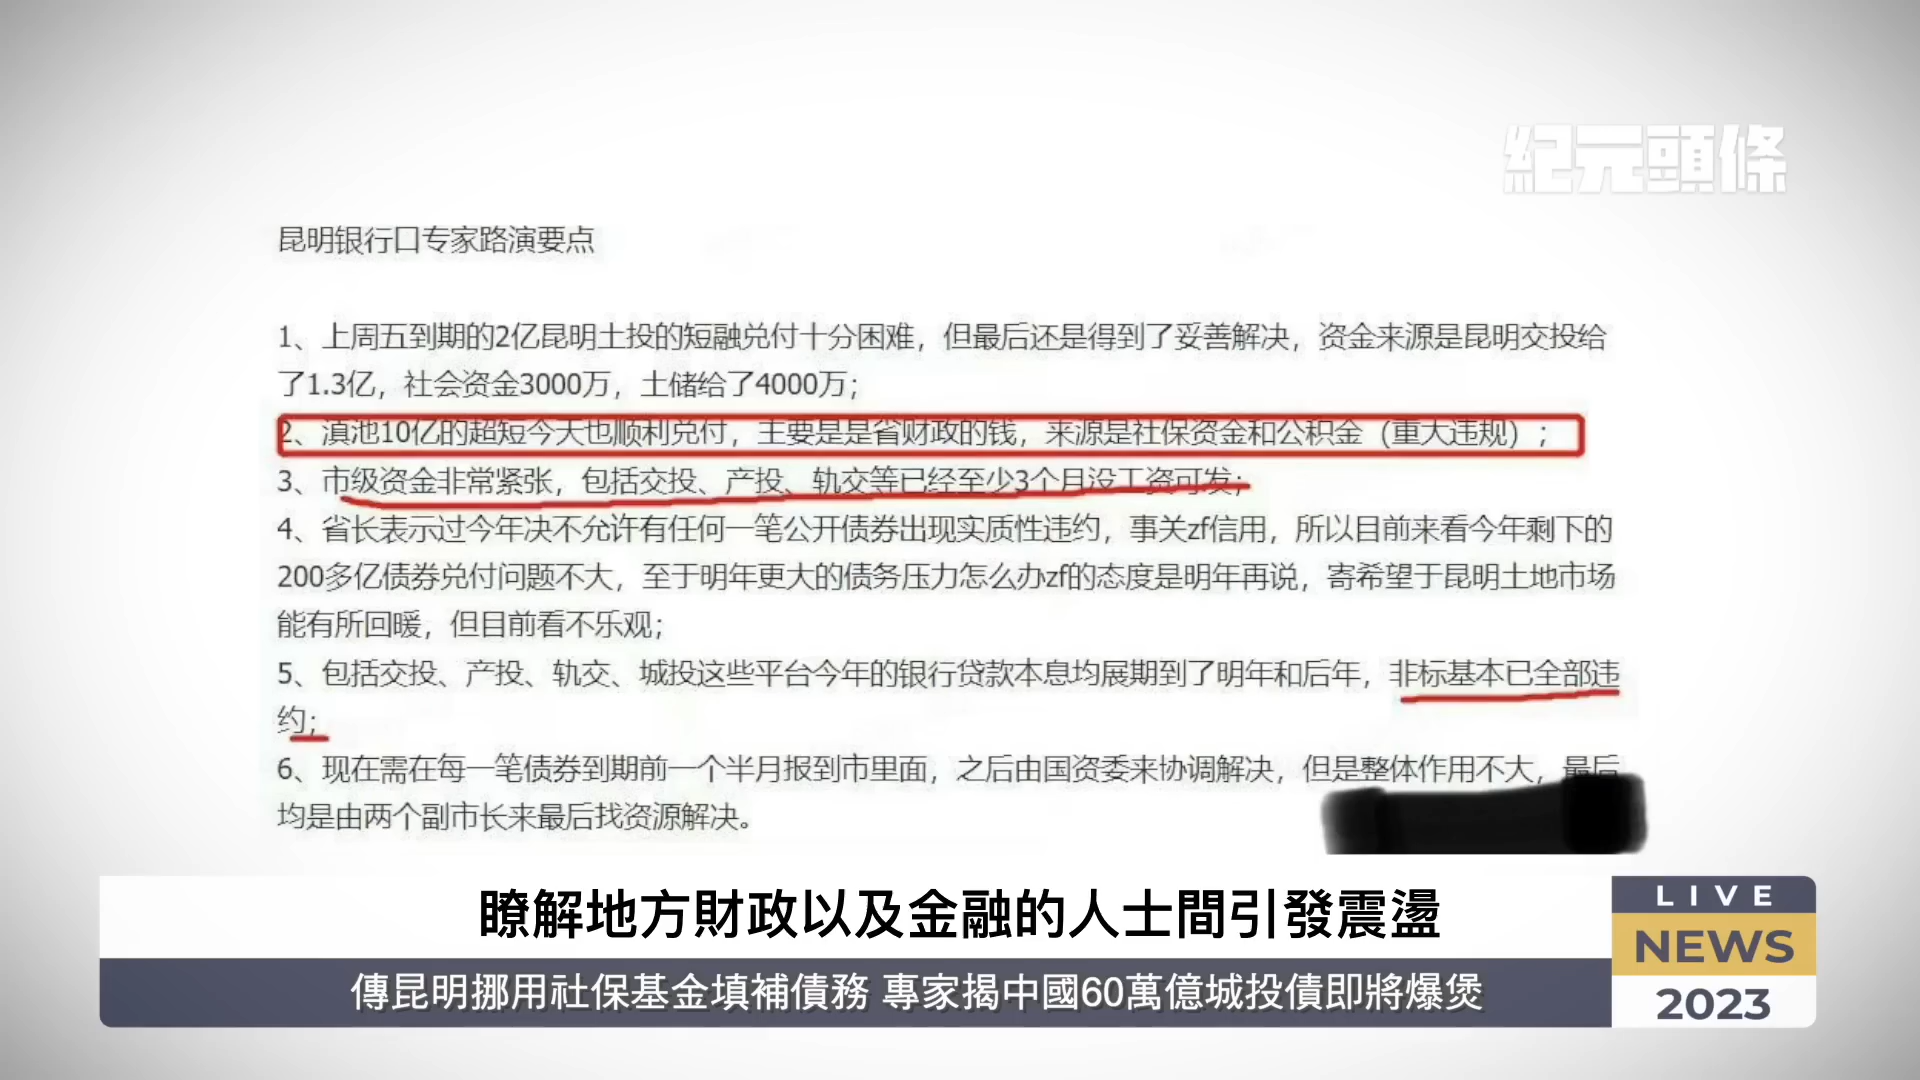 紀元頭條
昆明银行口专家路演要点
1、上周五到期的2亿昆明土投的短融兑付十分困难，但最后还是得到了妥善解决，资金来源是昆明交投给
了1.3亿，社会资金3000万，土储给了4000万；
2、滇池10亿的超短今天也顺利兑付，主要是是省财政的钱，来源是社保资金和公积金（重大违规）；
3、市级资金非常紧张，包括交投、产投、轨交等已经至少3个月没工资可发；
4、省长表示过今年决不允许有任何一笔公开债券出现实质性违约，事关zf信用，所以目前来看今年剩下的
200多亿债券兑付问题不大，至于明年更大的债务压力怎么办zf的态度是明年再说，寄希望于昆明土地市场
能有所回暖，但目前看不乐观；
5、包括交投、产投、轨交、城投这些平台今年的银行贷款本息均展期到了明年和后年，非标基本已全部违
约；
6、现在需在每一笔债券到期前一个半月报到市里面，之后由国资委来协调解决，但是整体作用不大，最后
均是由两个副市长来最后找资源解决。
瞭解地方財政以及金融的人士間引發震盪
傳昆明挪用社保基金填補債務 專家揭中國60萬億城投債即將爆煲
LIVE
NEWS
2023